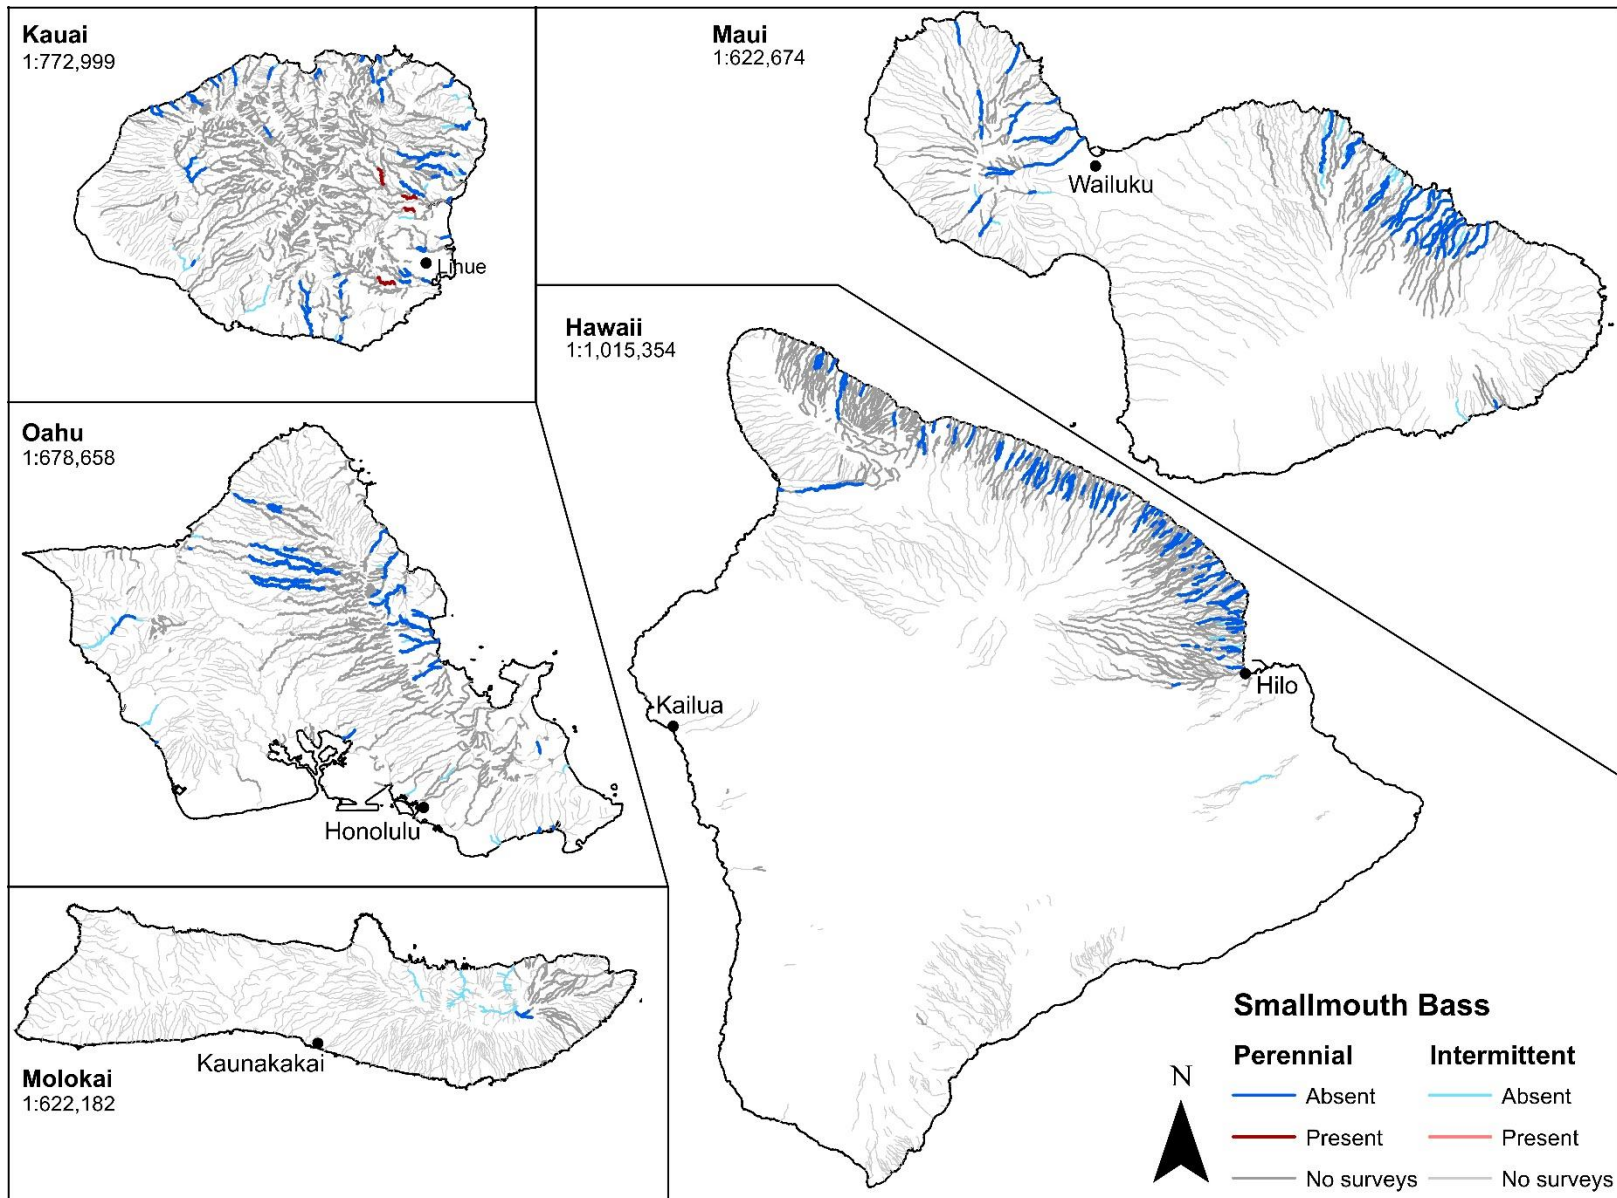 Kauai
1:772,999
Lihue
Maui
1:622,674
Wailuku
Hawaii
1:1,015,354
Kailua
Hilo
Oahu
1:678,658
Honolulu
Kaunakakai
Molokai
1:622,182
N
Smallmouth Bass
Perennial Intermittent
Absent Absent
Present Present
No surveys No surveys